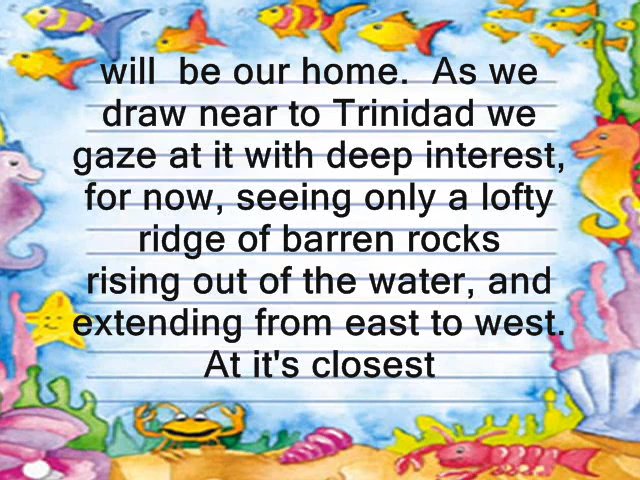 will  be our home.  As we
draw near to Trinidad we
gaze at it with deep interest,
for now, seeing only a lofty
ridge of barren rocks
rising out of the water, and
extending from east to west.
At it's closest